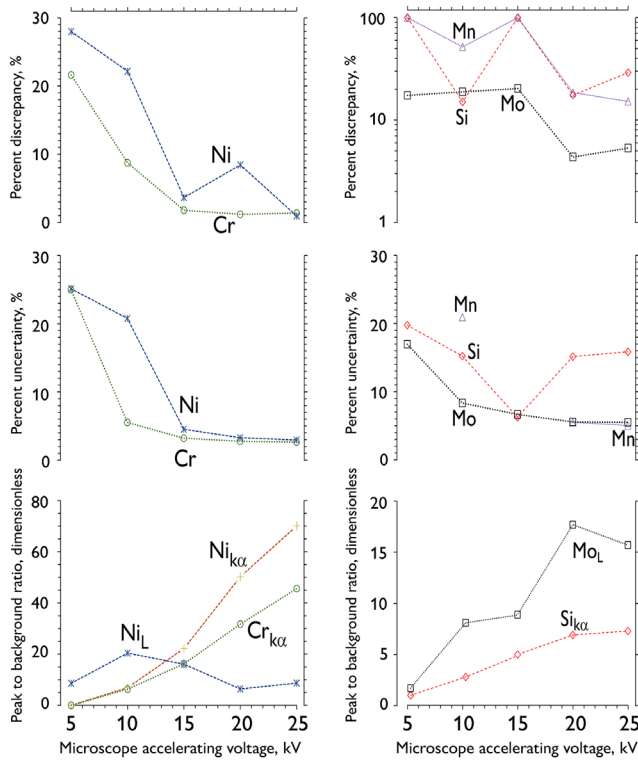 Percent discrepancy, %
30
20
10
0
Ni
Cr
Percent discrepancy, %
100
10
1
Mn
Si
Mo
Percent uncertainty, %
30
20
10
0
Ni
Cr
Percent uncertainty, %
30
20
10
0
Mn
Si
Mo
Mn
Peak to background ratio, dimensionless
80
60
40
20
0
Ni kα
Ni L
Cr kα
5 10 15 20 25
Microscope accelerating voltage, kV
Peak to background ratio, dimensionless
20
15
10
5
0
Mo L
Si kα
5 10 15 20 25
Microscope accelerating voltage, kV